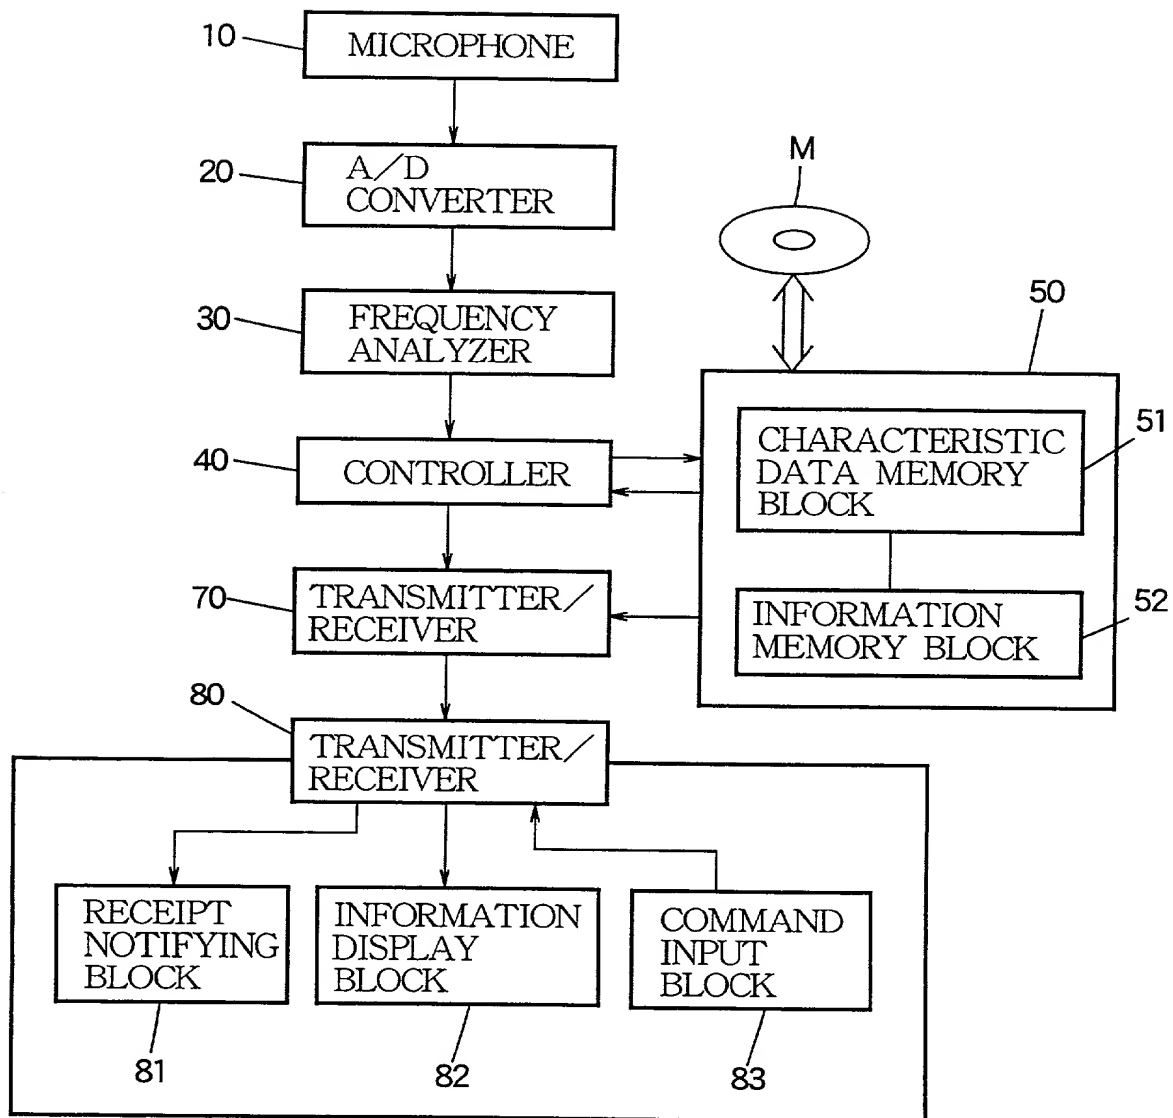 10
MICROPHONE
20
A/D
CONVERTER
M
30
FREQUENCY
ANALYZER
50
40
CONTROLLER
51
CHARACTERISTIC
DATA MEMORY
BLOCK
70
TRANSMITTER/
RECEIVER
52
INFORMATION
MEMORY BLOCK
80
TRANSMITTER/
RECEIVER
RECEIPT
NOTIFYING
BLOCK
81
INFORMATION
DISPLAY
BLOCK
82
COMMAND
INPUT
BLOCK
83